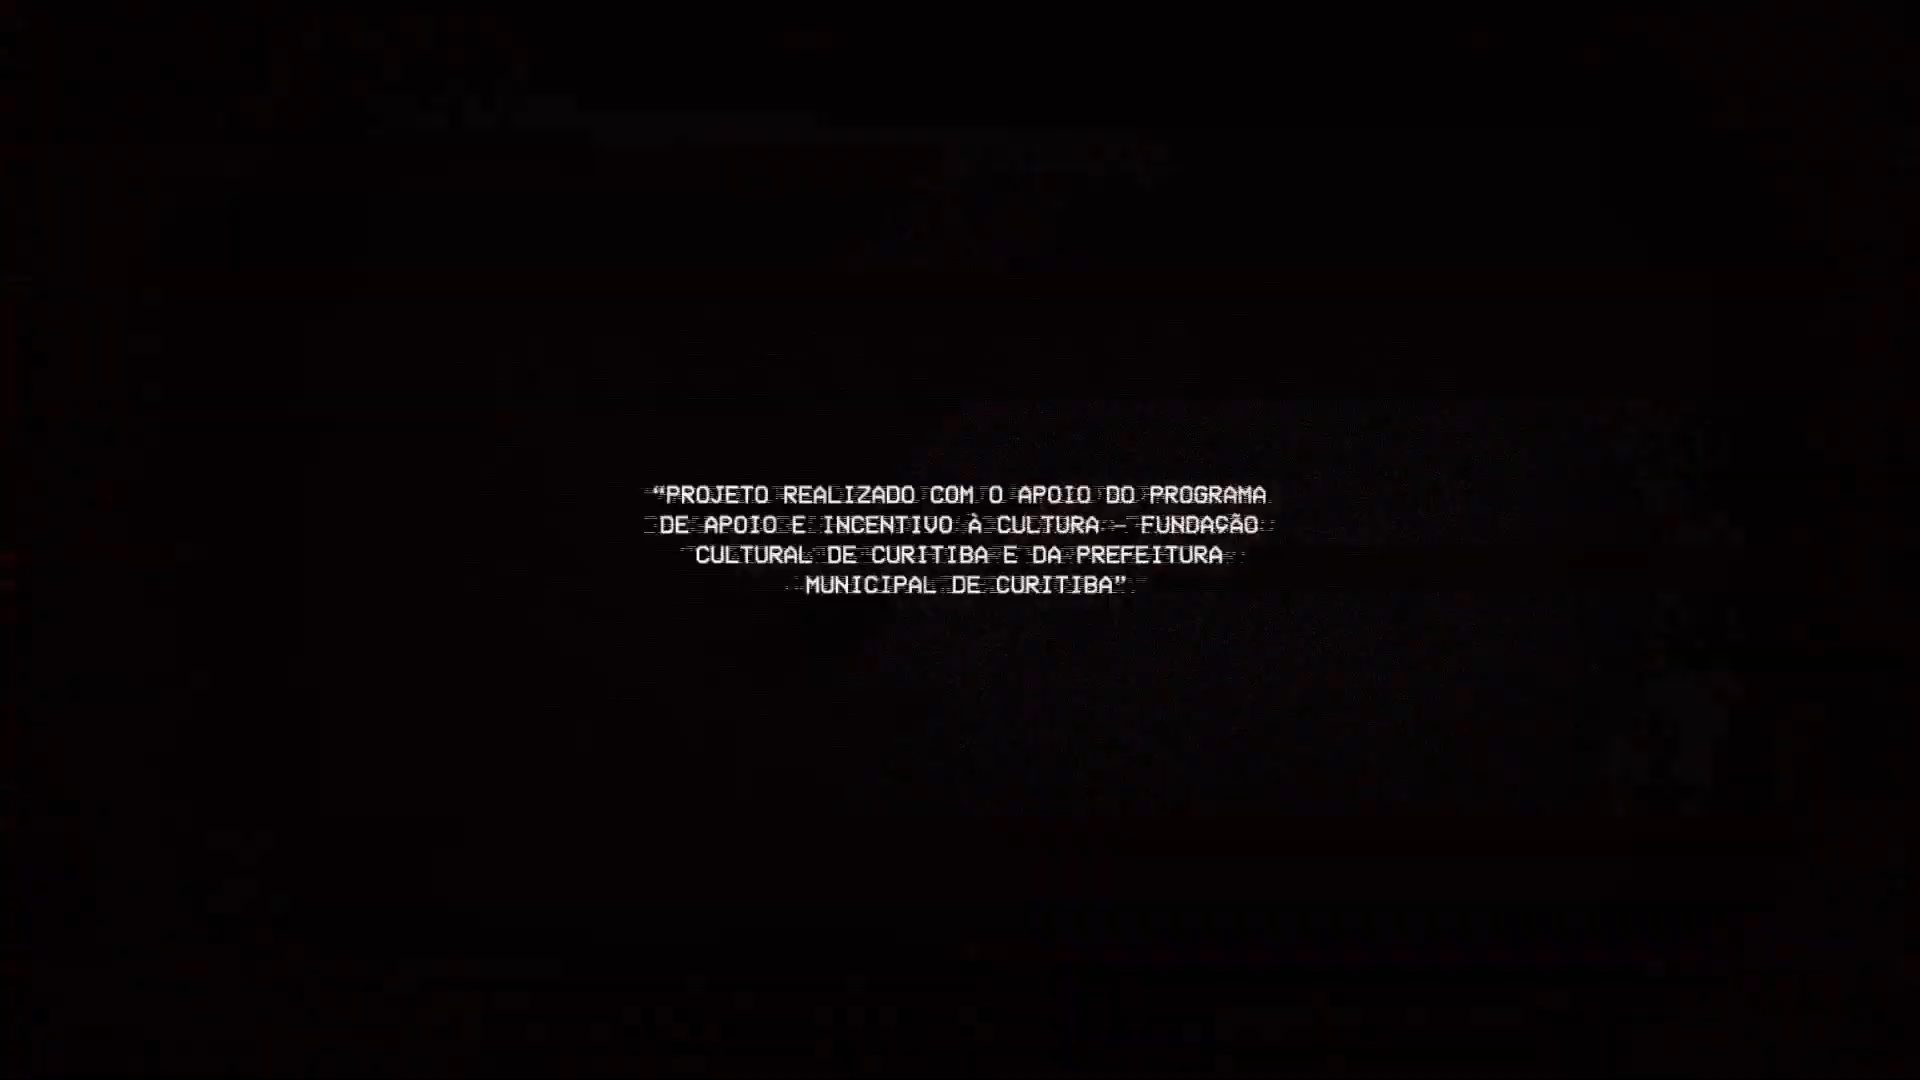 “PROJETO REALIZADO COM O APOIO DO PROGRAMA
DE APOIO E INCENTIVO À CULTURA – FUNDAÇÃO
CULTURAL DE CURITIBA E DA PREFEITURA
MUNICIPAL DE CURITIBA”